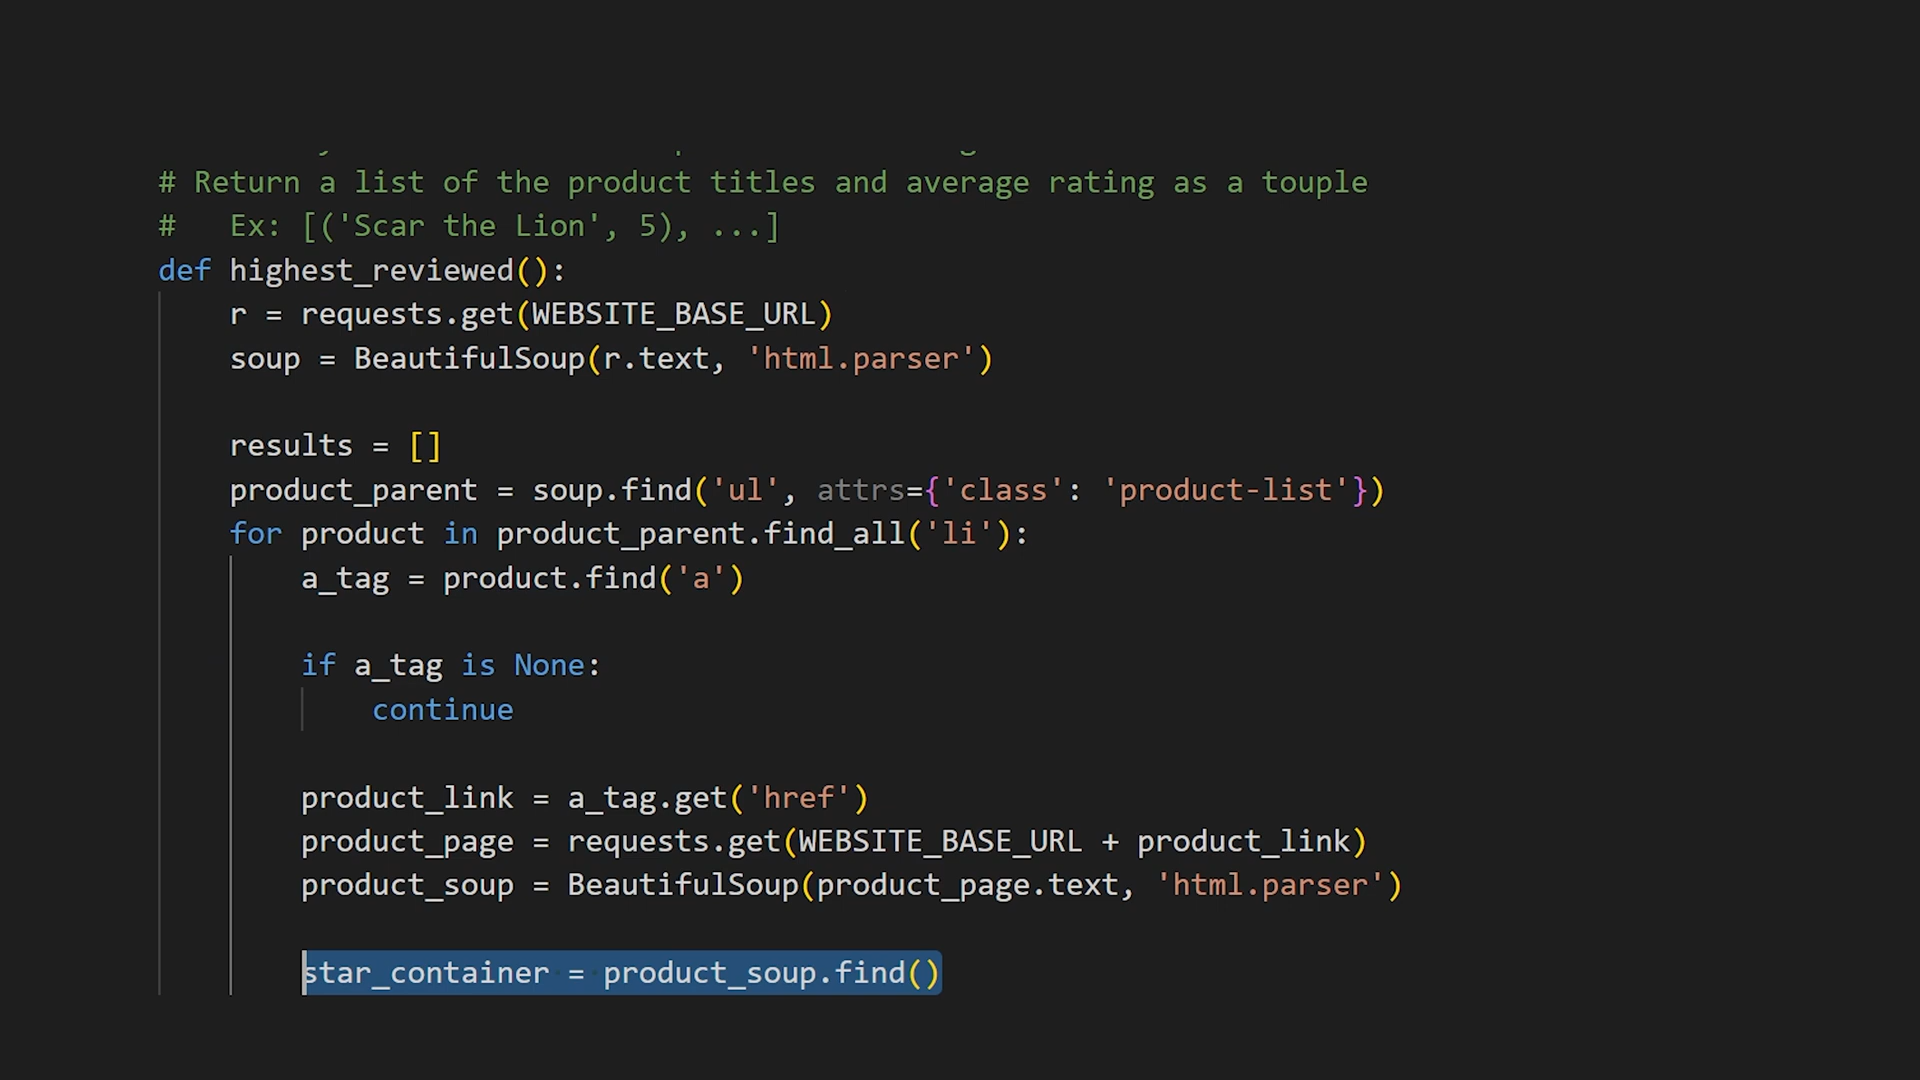 # Return a list of the product titles and average rating as a touple
#   Ex: [('Scar the Lion', 5), ...]
def highest_reviewed():
    r = requests.get(WEBSITE_BASE_URL)
    soup = BeautifulSoup(r.text, 'html.parser')

    results = []
    product_parent = soup.find('ul', attrs={'class': 'product-list'})
    for product in product_parent.find_all('li'):
        a_tag = product.find('a')

        if a_tag is None:
            continue

        product_link = a_tag.get('href')
        product_page = requests.get(WEBSITE_BASE_URL + product_link)
        product_soup = BeautifulSoup(product_page.text, 'html.parser')

        star_container = product_soup.find()